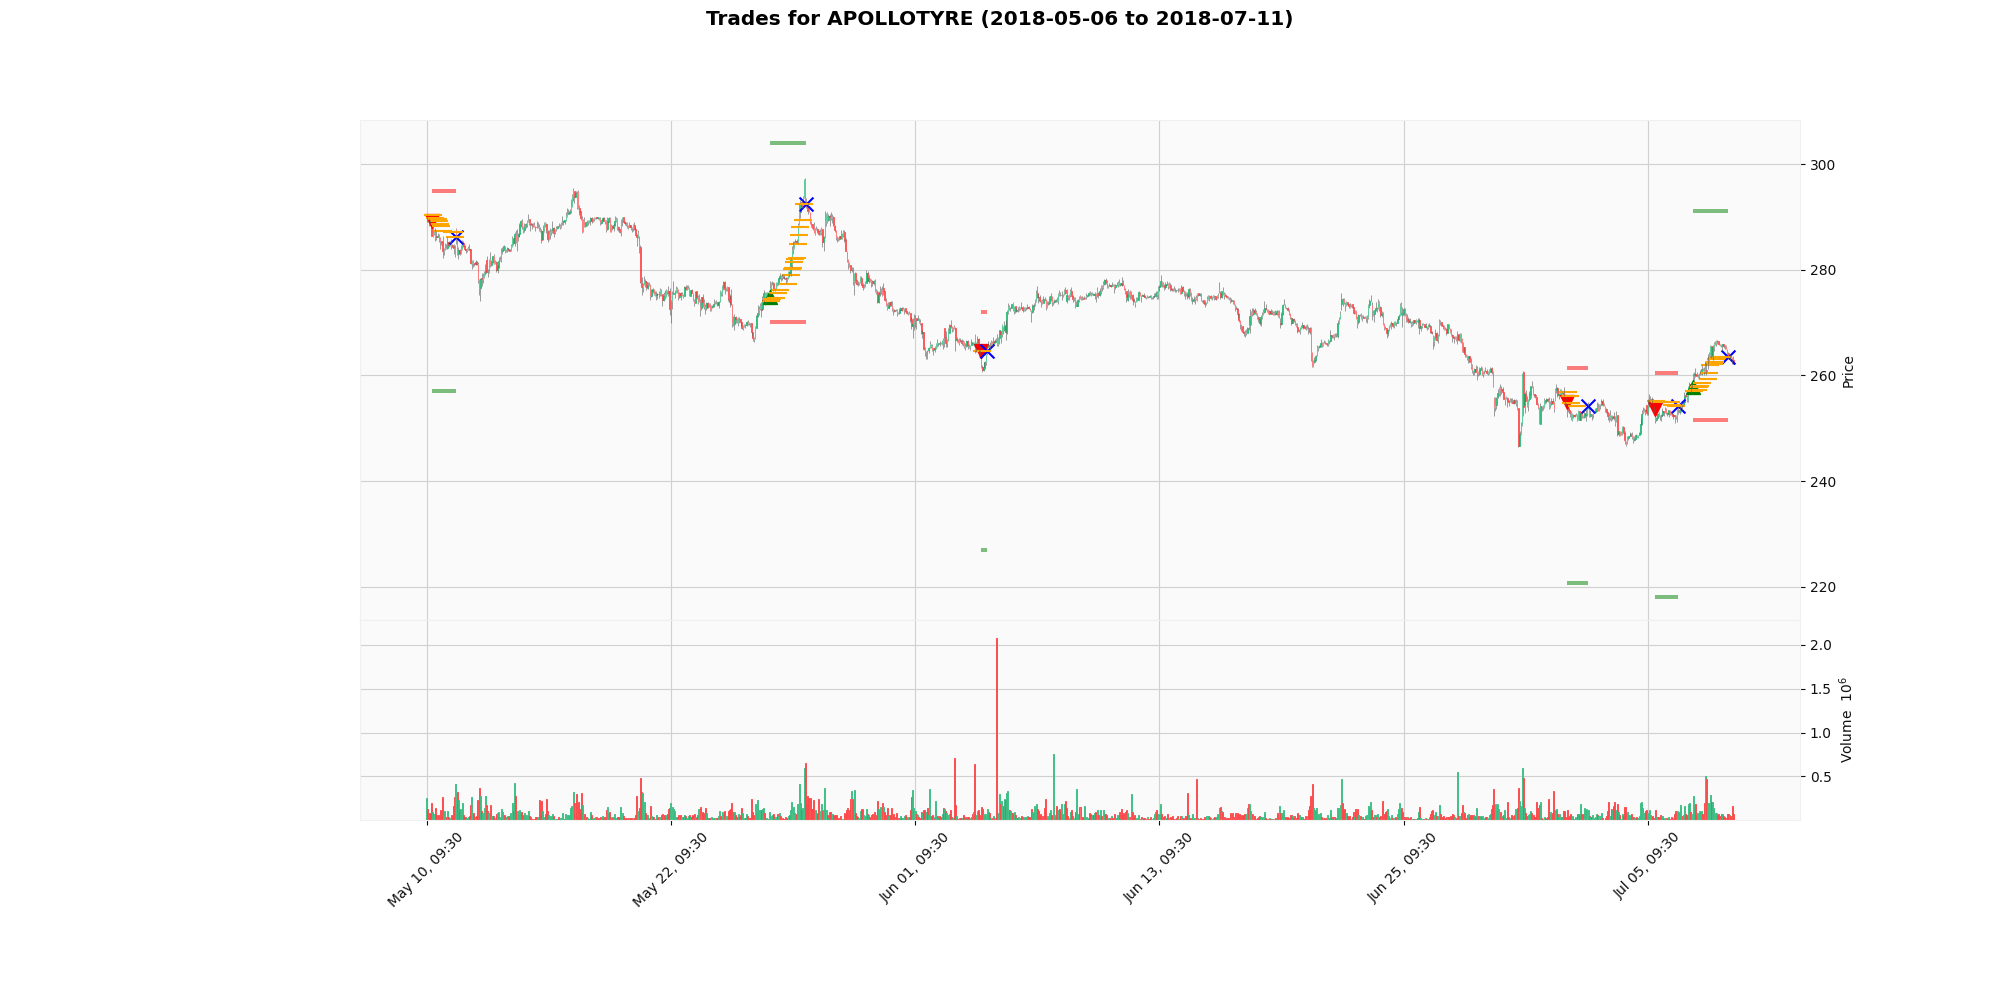 Trades for APOLLOTYRE (2018-05-06 to 2018-07-11)
300
280
260
240
220
Price
2.0
1.5
1.0
0.5
Volume 10⁶
May 10, 09:30
May 22, 09:30
Jun 01, 09:30
Jun 13, 09:30
Jun 25, 09:30
Jul 05, 09:30